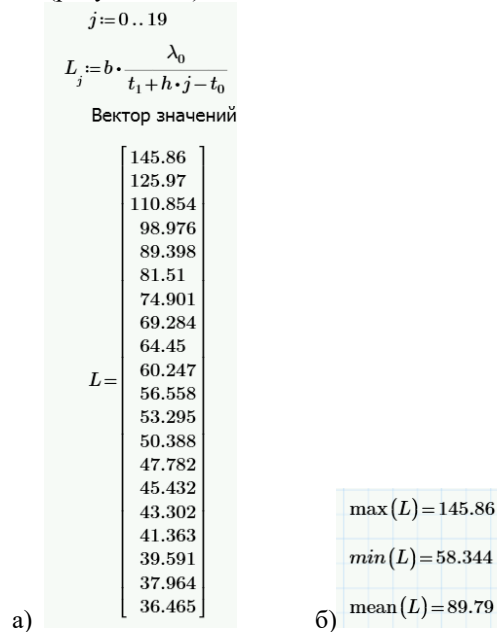 j:=0..19
L_j:=b•λ_0/(t_1+h•j−t_0)
Вектор значений
L=
145.86
125.97
110.854
98.976
89.398
81.51
74.901
69.284
64.45
60.247
56.558
53.295
50.388
47.782
45.432
43.302
41.363
39.591
37.964
36.465
а)
max(L)=145.86
min(L)=58.344
mean(L)=89.79
б)